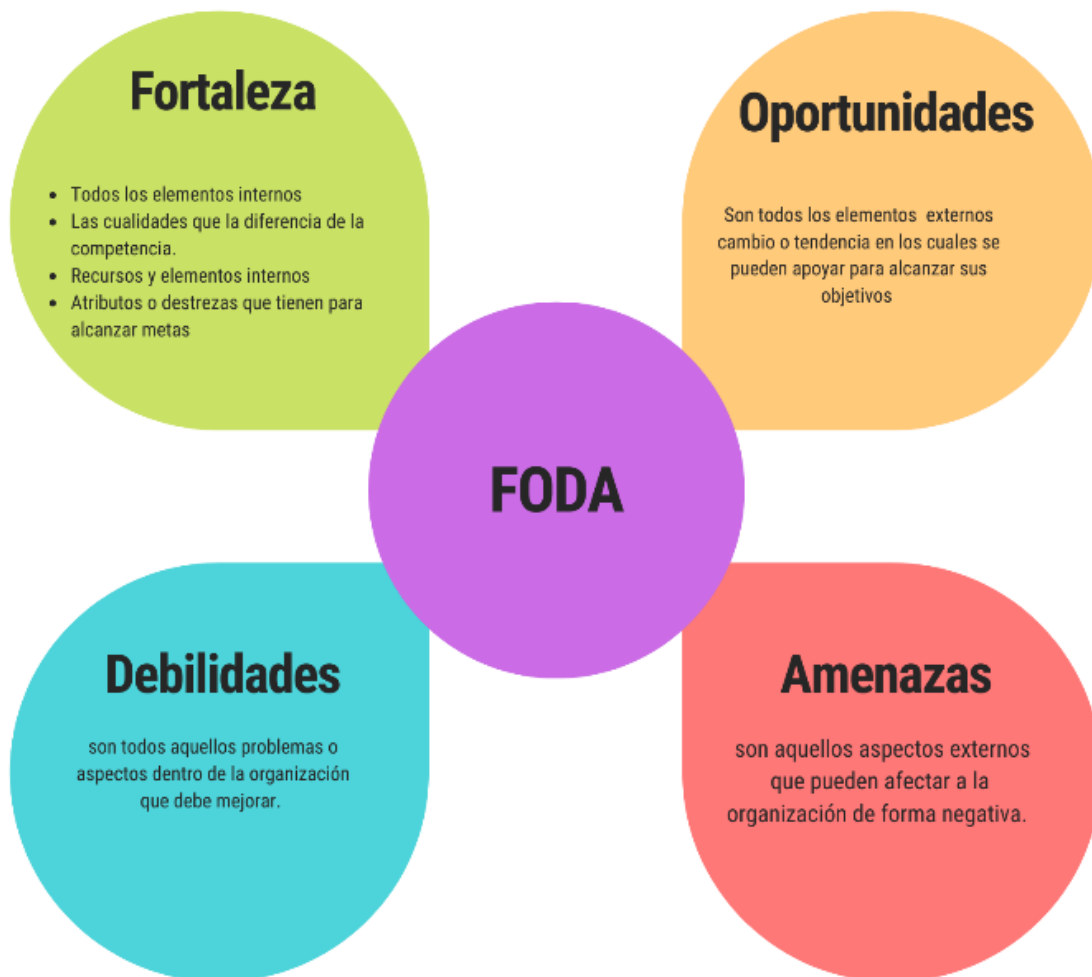 Fortaleza
• Todos los elementos internos
• Las cualidades que la diferencia de la
competencia.
• Recursos y elementos internos
• Atributos o destrezas que tienen para
alcanzar metas
Oportunidades
Son todos los elementos externos
cambio o tendencia en los cuales se
pueden apoyar para alcanzar sus
objetivos
FODA
Debilidades
son todos aquellos problemas o
aspectos dentro de la organización
que debe mejorar.
Amenazas
son aquellos aspectos externos
que pueden afectar a la
organización de forma negativa.